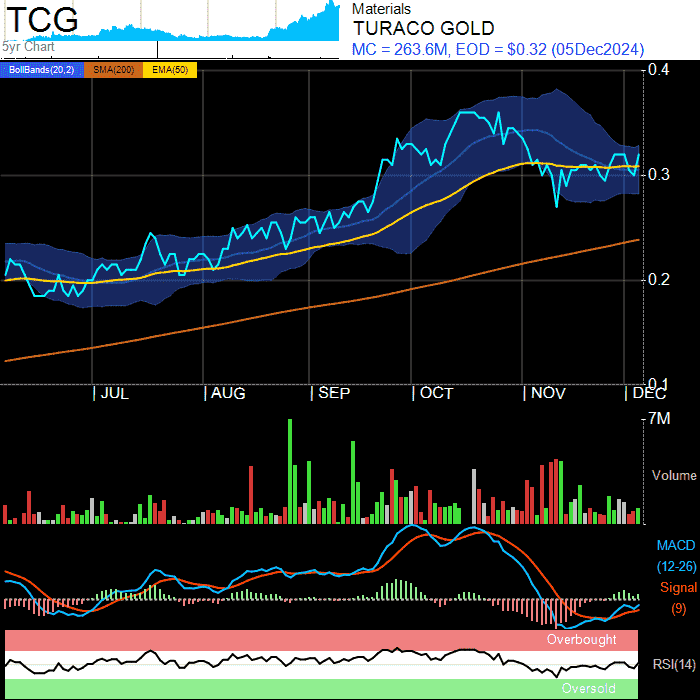 TCG
5yr Chart
Materials
TURACO GOLD
MC = 263.6M, EOD = $0.32 (05Dec2024)
BollBands(20,2) SMA(200) EMA(50)
0.4
0.3
0.2
0.1
JUL AUG SEP OCT NOV DEC
7M
Volume
MACD
(12-26)
Signal
(9)
Overbought
RSI(14)
Oversold